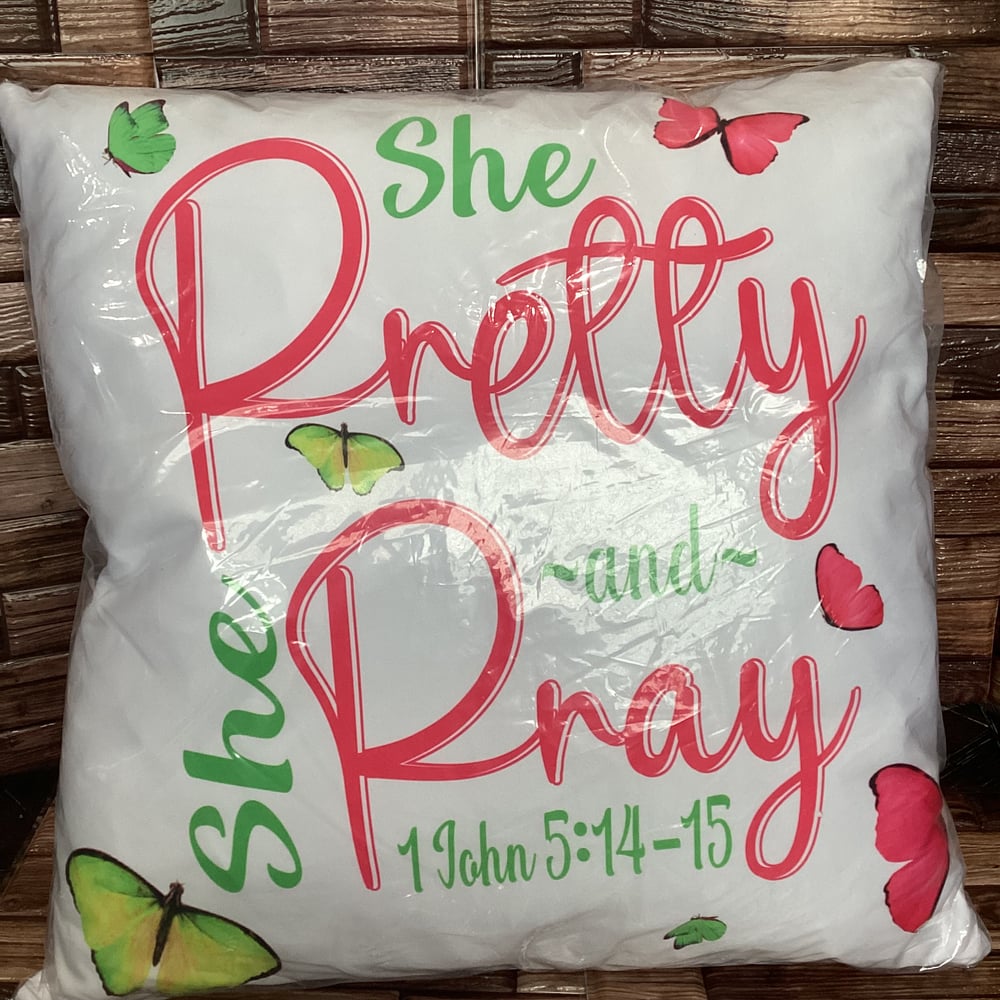 She
Pretty
~and~
She
Pray
1 John 5:14-15